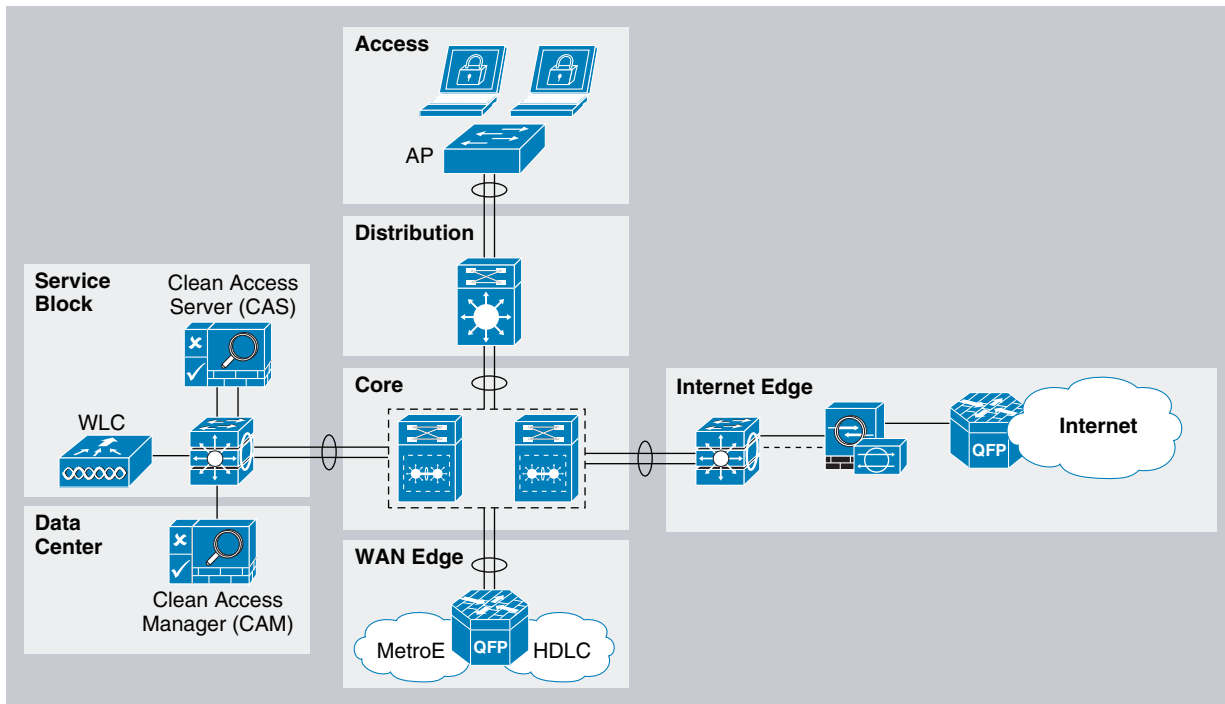 Access
AP
Distribution
Service
Block
Clean Access
Server (CAS)
WLC
Core
Internet Edge
Internet
QFP
Data
Center
Clean Access
Manager (CAM)
WAN Edge
MetroE
QFP
HDLC